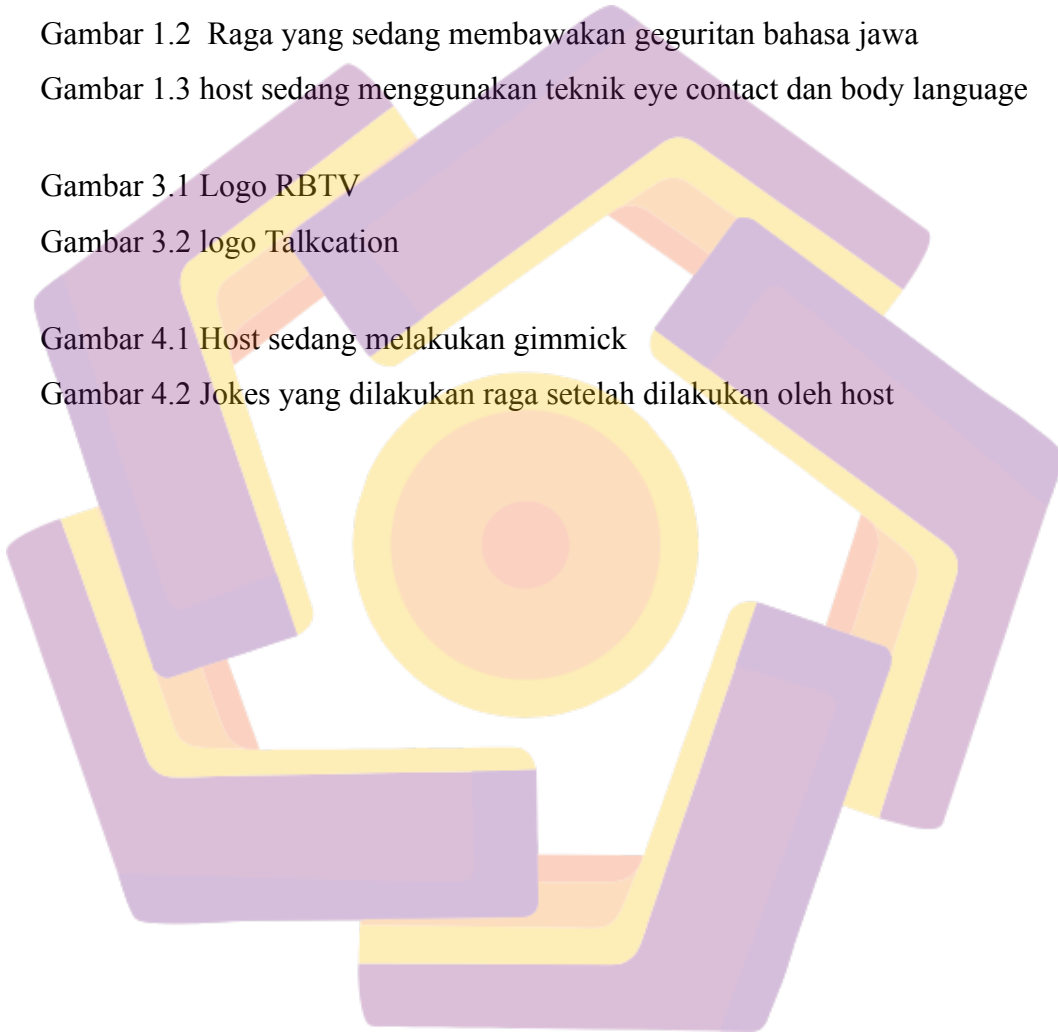 Gambar 1.2 Raga yang sedang membawakan geguritan bahasa jawa
Gambar 1.3 host sedang menggunakan teknik eye contact dan body language
Gambar 3.1 Logo RBTV
Gambar 3.2 logo Talkcation
Gambar 4.1 Host sedang melakukan gimmick
Gambar 4.2 Jokes yang dilakukan raga setelah dilakukan oleh host